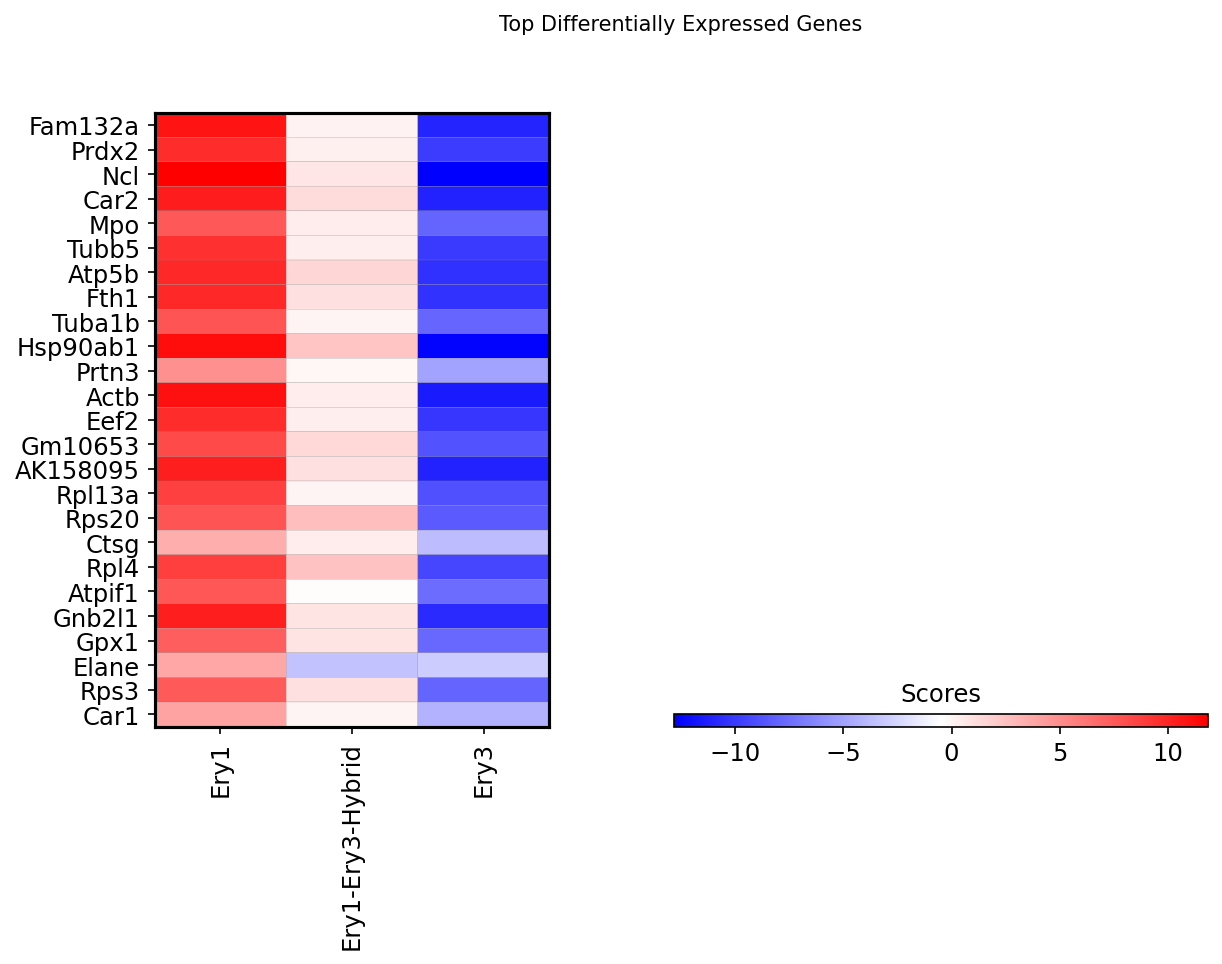 Top Differentially Expressed Genes
Fam132a
Prdx2
Ncl
Car2
Mpo
Tubb5
Atp5b
Fth1
Tuba1b
Hsp90ab1
Prtn3
Actb
Eef2
Gm10653
AK158095
Rpl13a
Rps20
Ctsg
Rpl4
Atpif1
Gnb2l1
Gpx1
Elane
Rps3
Car1
Ery1
Ery1-Ery3-Hybrid
Ery3
Scores
−10 −5 0 5 10